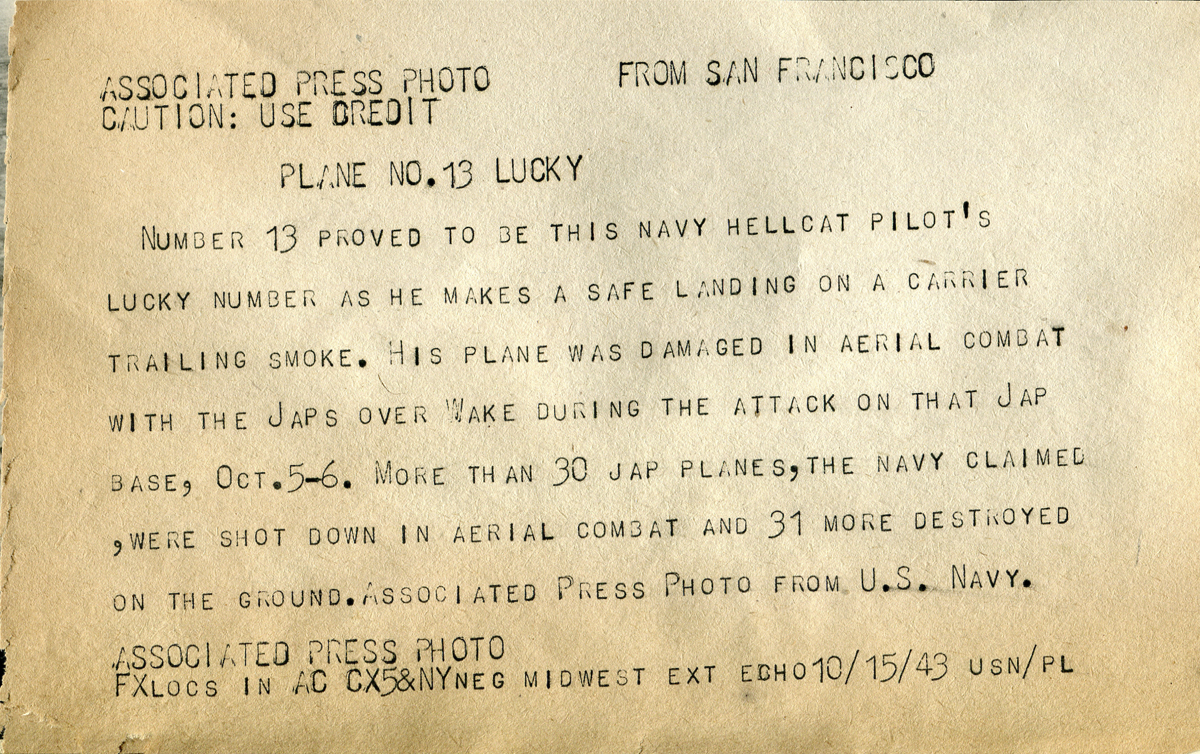 ASSOCIATED PRESS PHOTO FROM SAN FRANCISCO
CAUTION: USE CREDIT
PLANE NO.13 LUCKY
NUMBER 13 PROVED TO BE THIS NAVY HELLCAT PILOT'S
LUCKY NUMBER AS HE MAKES A SAFE LANDING ON A CARRIER
TRAILING SMOKE. HIS PLANE WAS DAMAGED IN AERIAL COMBAT
WITH THE JAPS OVER WAKE DURING THE ATTACK ON THAT JAP
BASE, OCT.5-6. MORE THAN 30 JAP PLANES,THE NAVY CLAIMED
,WERE SHOT DOWN IN AERIAL COMBAT AND 31 MORE DESTROYED
ON THE GROUND.ASSOCIATED PRESS PHOTO FROM U.S. NAVY.
ASSOCIATED PRESS PHOTO
FXLOCS IN AC CX5&NYNEG MIDWEST EXT ECHO10/15/43 USN/PL